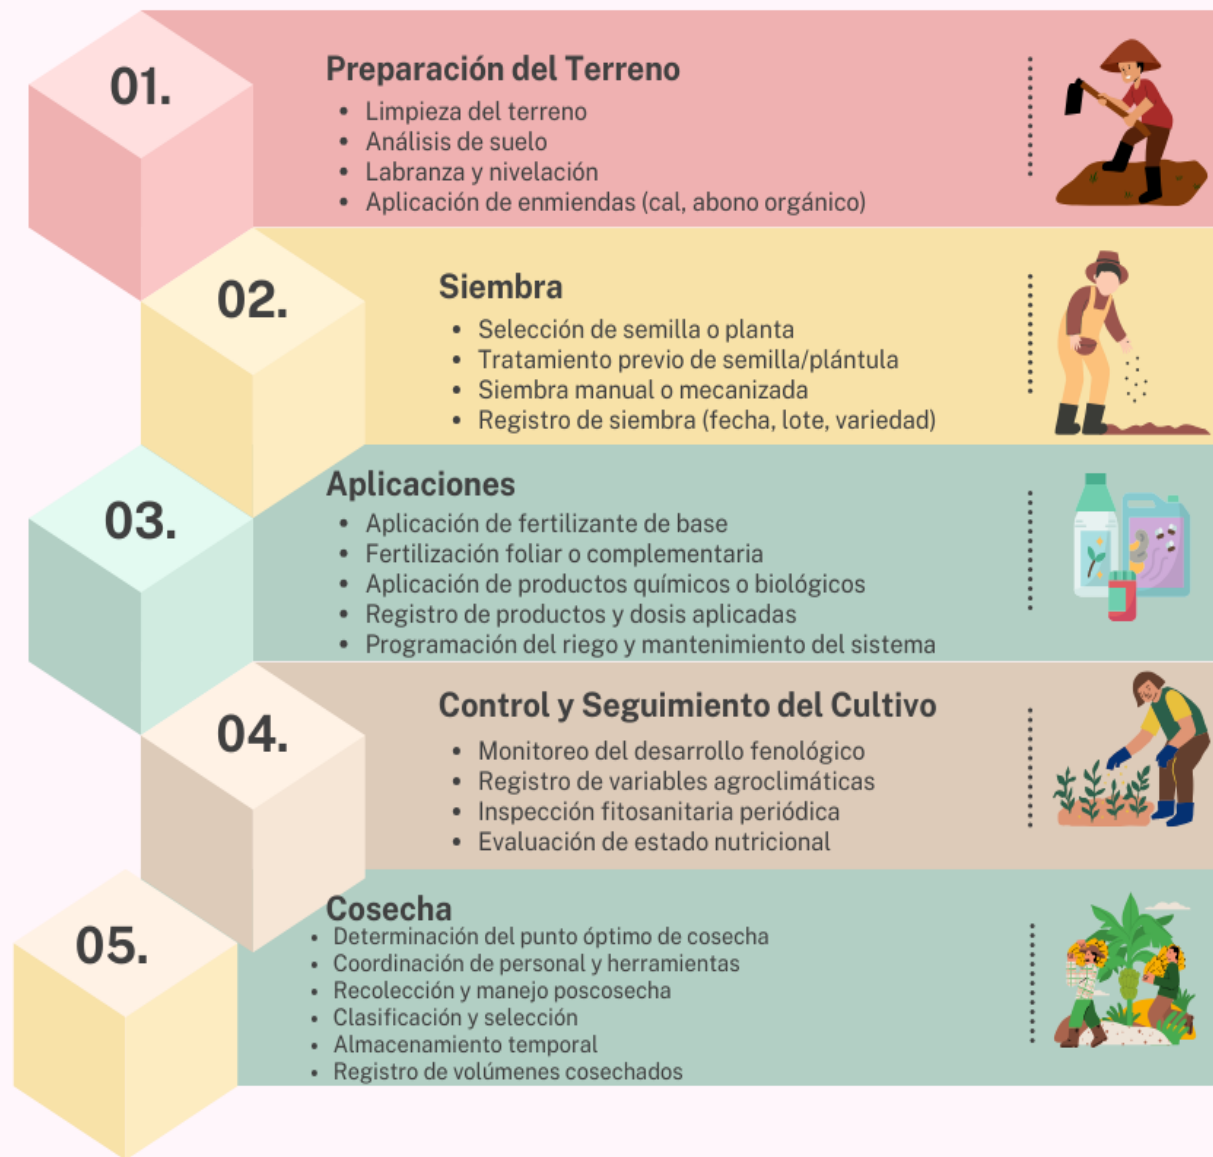 01.
Preparación del Terreno
• Limpieza del terreno
• Análisis de suelo
• Labranza y nivelación
• Aplicación de enmiendas (cal, abono orgánico)
02.
Siembra
• Selección de semilla o planta
• Tratamiento previo de semilla/plántula
• Siembra manual o mecanizada
• Registro de siembra (fecha, lote, variedad)
03.
Aplicaciones
• Aplicación de fertilizante de base
• Fertilización foliar o complementaria
• Aplicación de productos químicos o biológicos
• Registro de productos y dosis aplicadas
• Programación del riego y mantenimiento del sistema
04.
Control y Seguimiento del Cultivo
• Monitoreo del desarrollo fenológico
• Registro de variables agroclimáticas
• Inspección fitosanitaria periódica
• Evaluación de estado nutricional
05.
Cosecha
• Determinación del punto óptimo de cosecha
• Coordinación de personal y herramientas
• Recolección y manejo poscosecha
• Clasificación y selección
• Almacenamiento temporal
• Registro de volúmenes cosechados